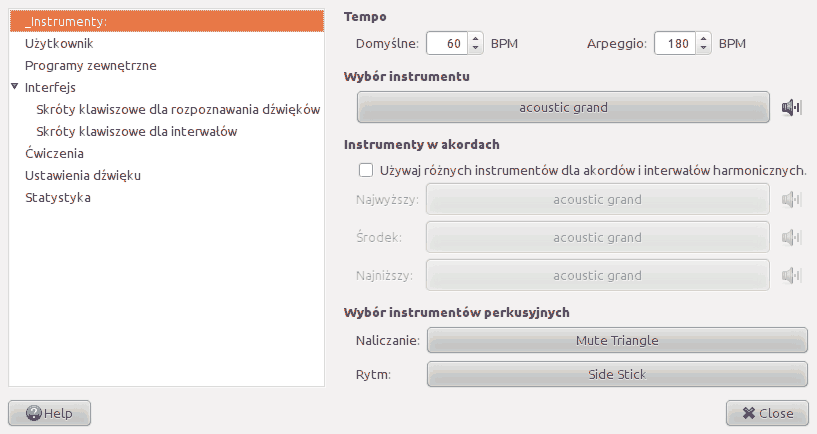 _Instrumenty:
Użytkownik
Programy zewnętrzne
Interfejs
Skróty klawiszowe dla rozpoznawania dźwięków
Skróty klawiszowe dla interwałów
Ćwiczenia
Ustawienia dźwięku
Statystyka
Tempo
Domyślne: 60 BPM Arpeggio: 180 BPM
Wybór instrumentu
acoustic grand
Instrumenty w akordach
Używaj różnych instrumentów dla akordów i interwałów harmonicznych.
Najwyższy: acoustic grand
Środek: acoustic grand
Najniższy: acoustic grand
Wybór instrumentów perkusyjnych
Naliczanie: Mute Triangle
Rytm: Side Stick
Help
Close